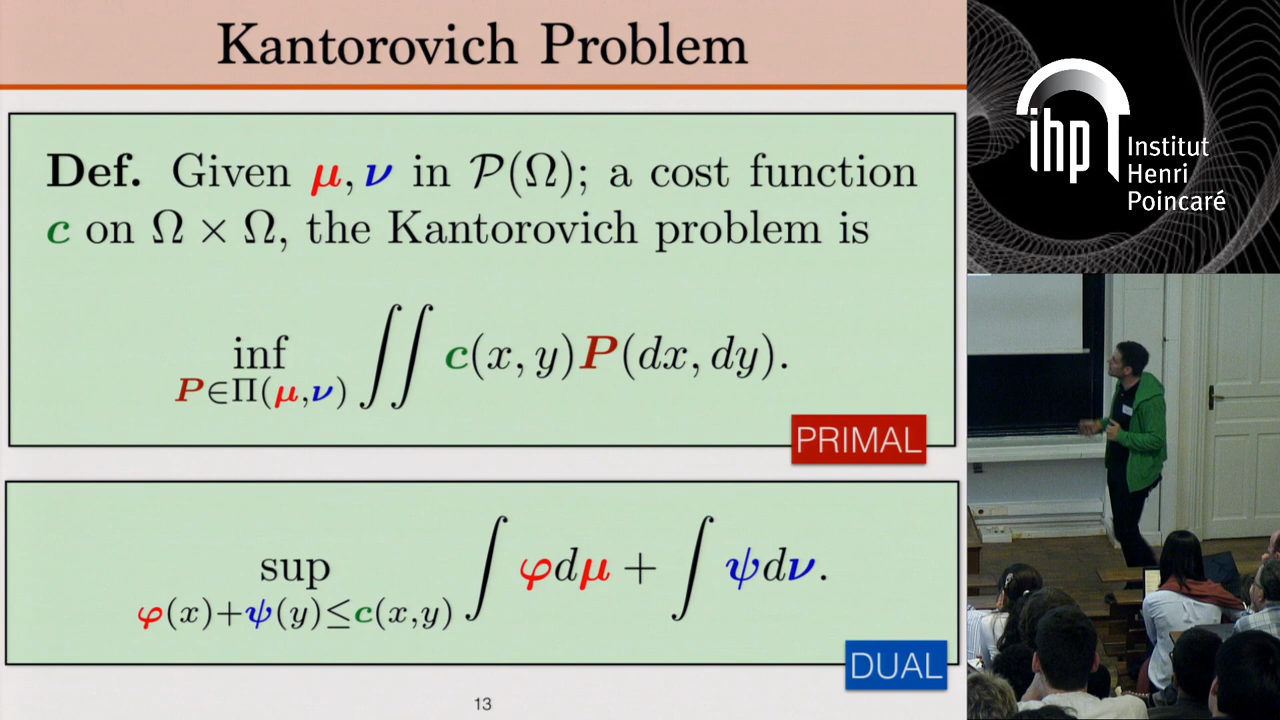 Kantorovich Problem
Def. Given μ, ν in 𝒫(Ω); a cost function
c on Ω × Ω, the Kantorovich problem is
inf ∬ c(x, y)P(dx, dy).
P∈Π(μ,ν)
PRIMAL
sup ∫ φdμ + ∫ ψdν.
φ(x)+ψ(y)≤c(x,y)
DUAL
13
ihp
Institut
Henri
Poincaré